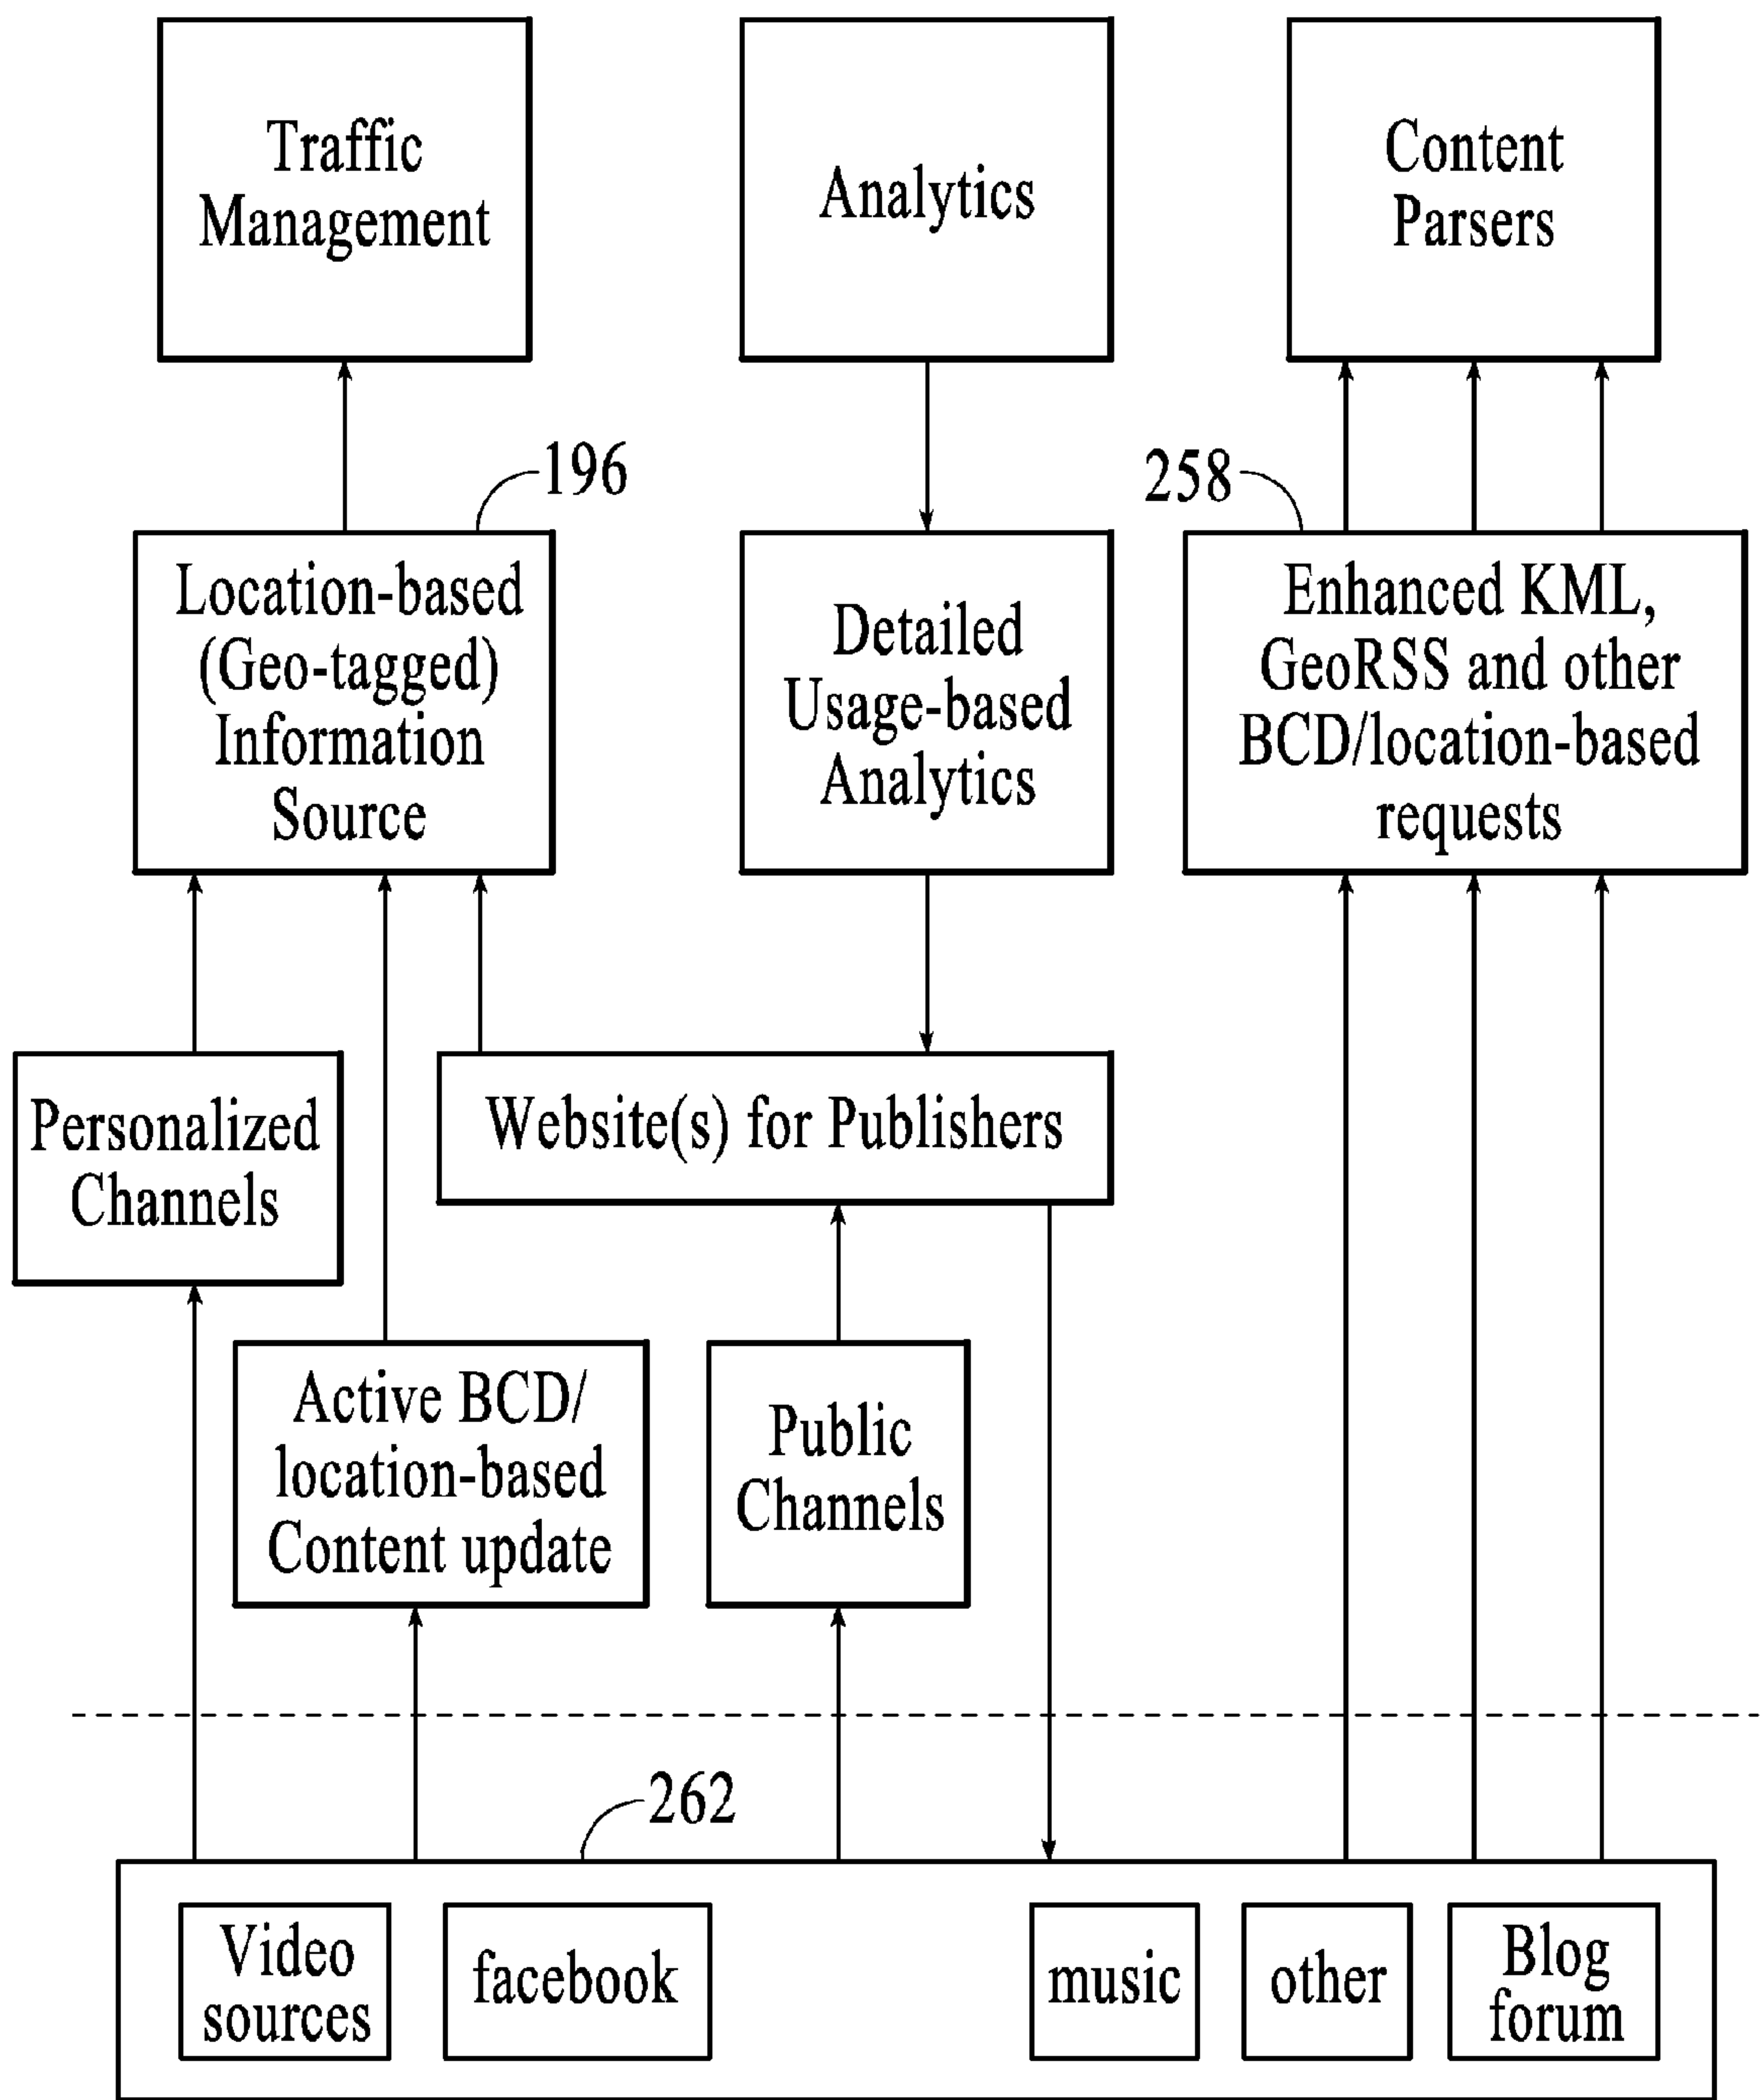 Traffic
Management
Analytics
Content
Parsers
196
258
Location-based
(Geo-tagged)
Information
Source
Detailed
Usage-based
Analytics
Enhanced KML,
GeoRSS and other
BCD/location-based
requests
Personalized
Channels
Website(s) for Publishers
Active BCD/
location-based
Content update
Public
Channels
262
Video
sources
facebook
music
other
Blog
forum